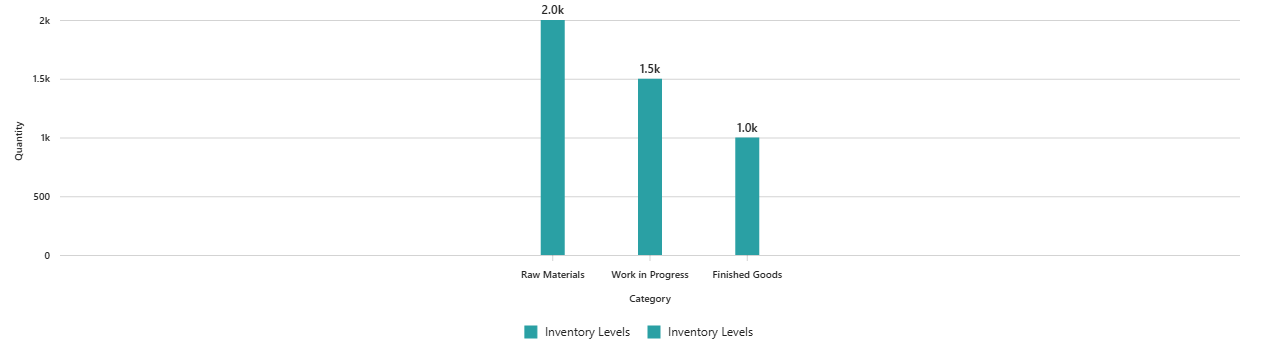 2.0k
2k
1.5k
1.5k
1.0k
1k
500
0
Quantity
Raw Materials Work in Progress Finished Goods
Category
Inventory Levels Inventory Levels